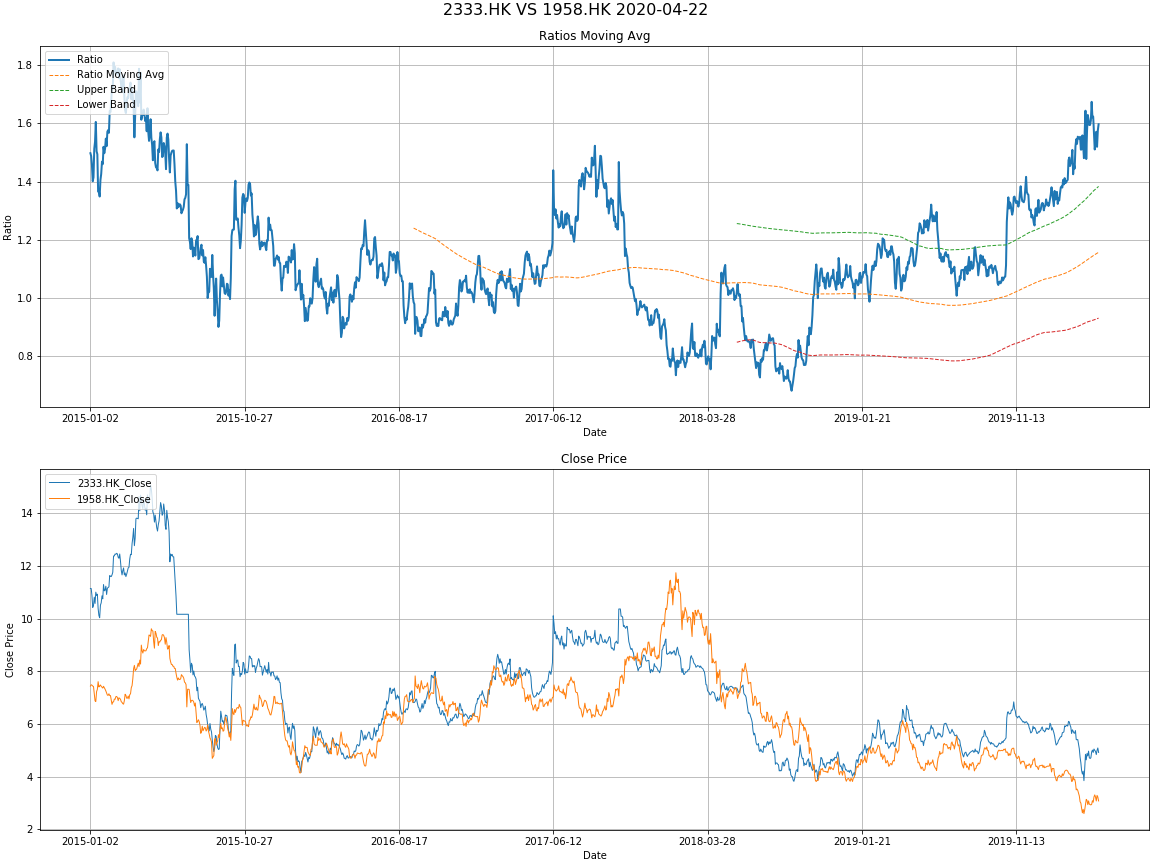 2333.HK VS 1958.HK 2020-04-22
Ratios Moving Avg
Ratio
Ratio Moving Avg
Upper Band
Lower Band
1.8
1.6
1.4
1.2
1.0
0.8
Ratio
2015-01-02 2015-10-27 2016-08-17 2017-06-12 2018-03-28 2019-01-21 2019-11-13
Date
Close Price
2333.HK_Close
1958.HK_Close
14
12
10
8
6
4
2
Close Price
2015-01-02 2015-10-27 2016-08-17 2017-06-12 2018-03-28 2019-01-21 2019-11-13
Date